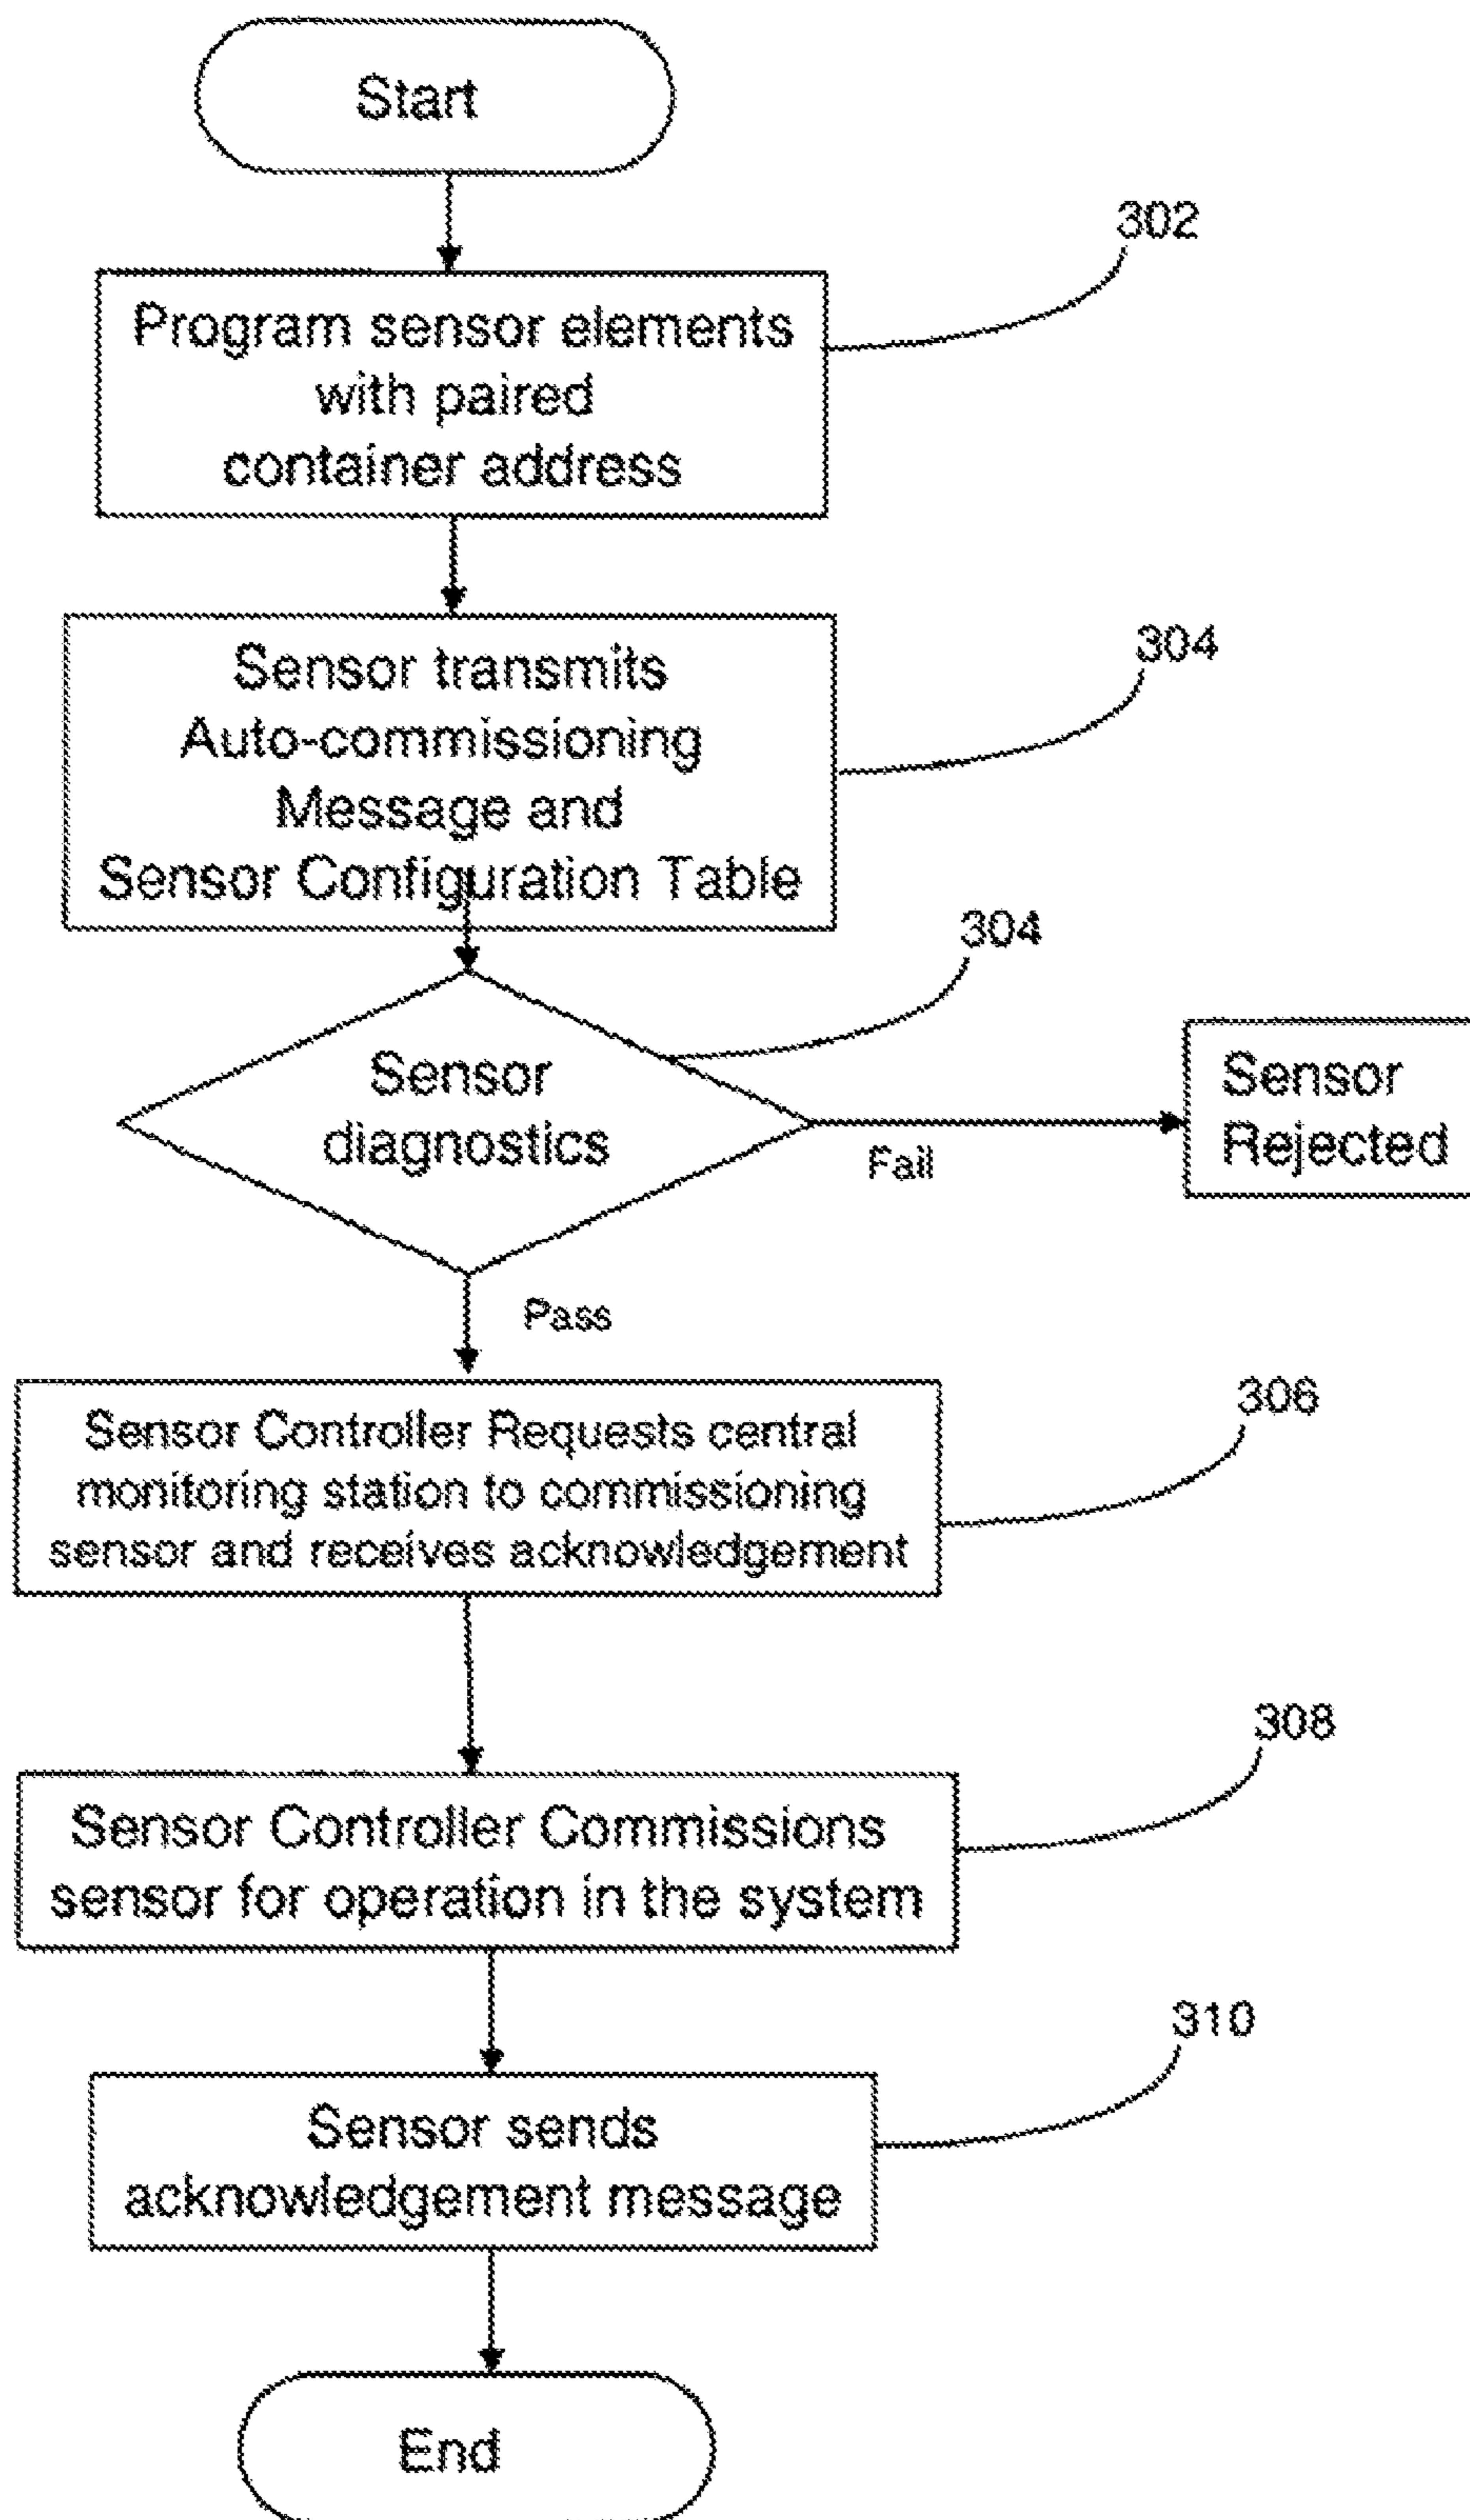 Start
302
Program sensor elements
with paired
container address
304
Sensor transmits
Auto-commissioning
Message and
Sensor Configuration Table
304
Sensor
diagnostics
Fail
Sensor
Rejected
Pass
306
Sensor Controller Requests central
monitoring station to commissioning
sensor and receives acknowledgement
308
Sensor Controller Commissions
sensor for operation in the system
310
Sensor sends
acknowledgement message
End